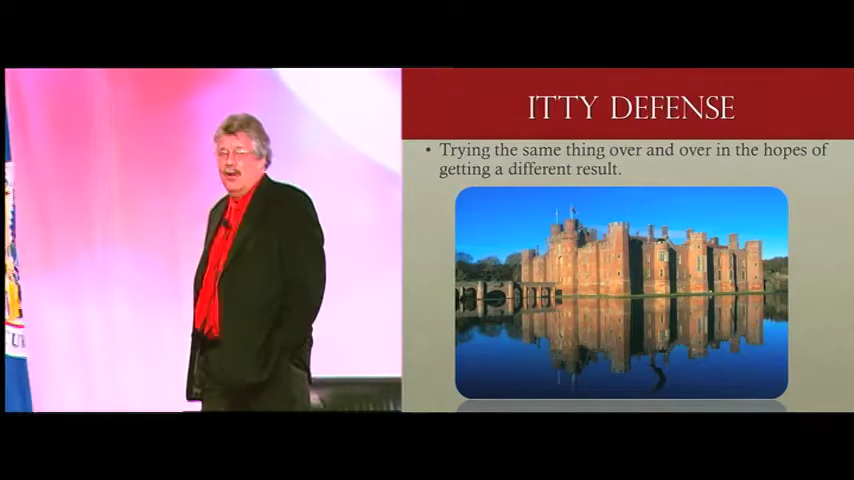 ITTY DEFENSE
• Trying the same thing over and over in the hopes of
getting a different result.